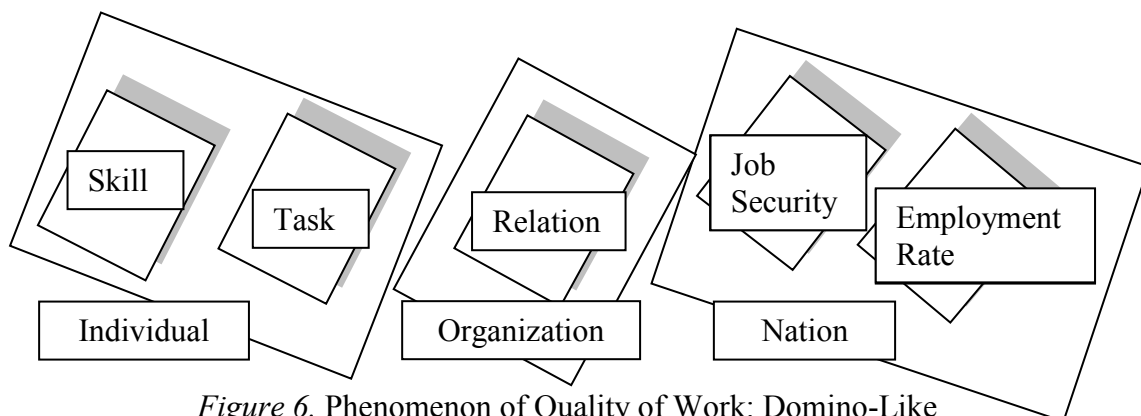 Skill
Task
Relation
Job
Security
Employment
Rate
Individual
Organization
Nation
Figure 6. Phenomenon of Quality of Work: Domino-Like